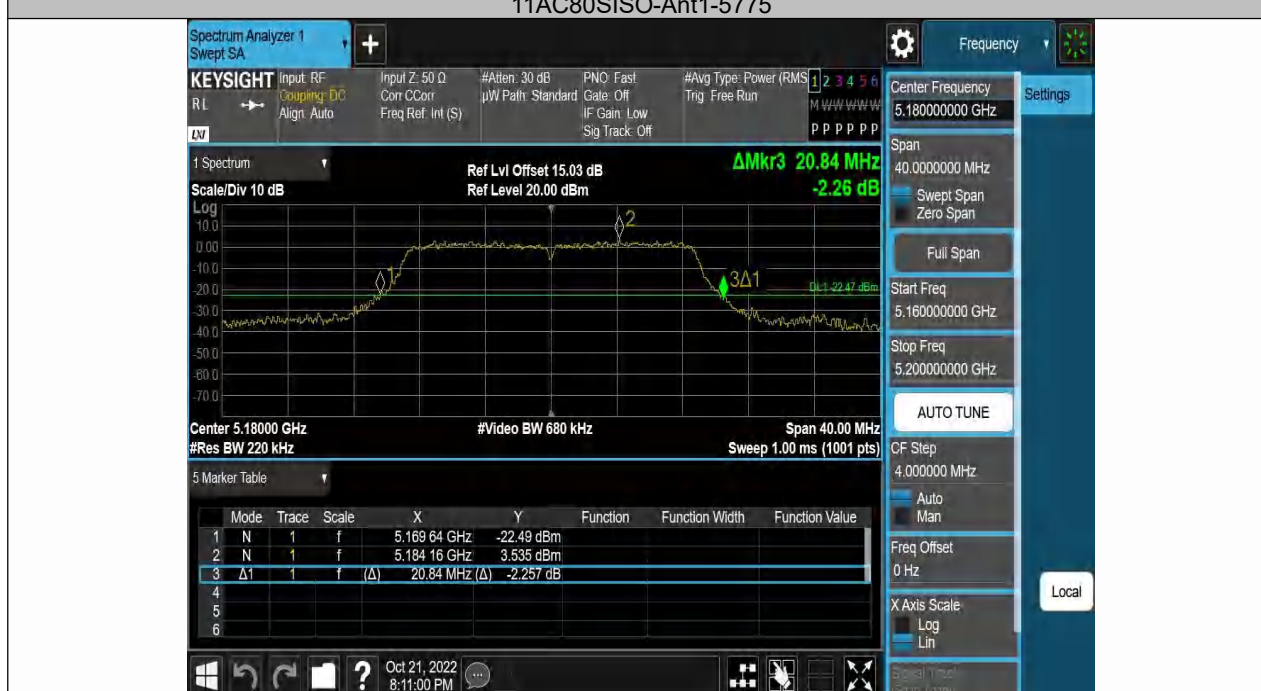 11AC80SISO-Ant1-5775
Spectrum Analyzer 1
Swept SA
Frequency
KEYSIGHT
R L
LXI
Input: RF
Coupling: DC
Align: Auto
Input Z: 50 Ω
Corr CCorr
Freq Ref: Int (S)
#Atten: 30 dB
µW Path: Standard
PNO: Fast
Gate: Off
IF Gain: Low
Sig Track: Off
#Avg Type: Power (RMS
Trig: Free Run
1 2 3 4 5 6
M W W W W W
P P P P P P
1 Spectrum
Scale/Div 10 dB
Log
Ref Lvl Offset 15.03 dB
Ref Level 20.00 dBm
ΔMkr3 20.84 MHz
-2.26 dB
10.0
0.00
-10.0
-20.0
-30.0
-40.0
-50.0
-60.0
-70.0
1
2
3Δ1
DL1 -22.47 dBm
Center 5.18000 GHz
#Video BW 680 kHz
Span 40.00 MHz
#Res BW 220 kHz
Sweep 1.00 ms (1001 pts)
5 Marker Table
Mode Trace Scale X Y Function Function Width Function Value
1 N 1 f 5.169 64 GHz -22.49 dBm
2 N 1 f 5.184 16 GHz 3.535 dBm
3 Δ1 1 f (Δ) 20.84 MHz (Δ) -2.257 dB
4
5
6
Oct 21, 2022
8:11:00 PM
Center Frequency
5.180000000 GHz
Settings
Span
40.0000000 MHz
Swept Span
Zero Span
Full Span
Start Freq
5.160000000 GHz
Stop Freq
5.200000000 GHz
AUTO TUNE
CF Step
4.000000 MHz
Auto
Man
Freq Offset
0 Hz
X Axis Scale
Log
Lin
Local